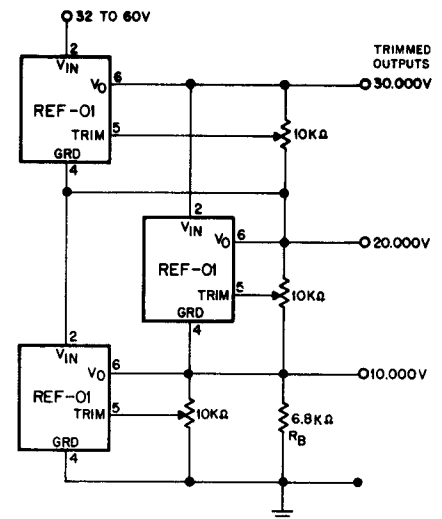 32 TO 60V
2
VIN
TRIMMED
OUTPUTS
VO 6
30.000V
REF-01
TRIM 5
10KΩ
GRD
4
2
VIN
VO 6
20.000V
REF-01
TRIM 5
10KΩ
GRD
4
2
VIN
VO 6
10.000V
REF-01
TRIM 5
10KΩ
6.8KΩ
RB
GRD
4